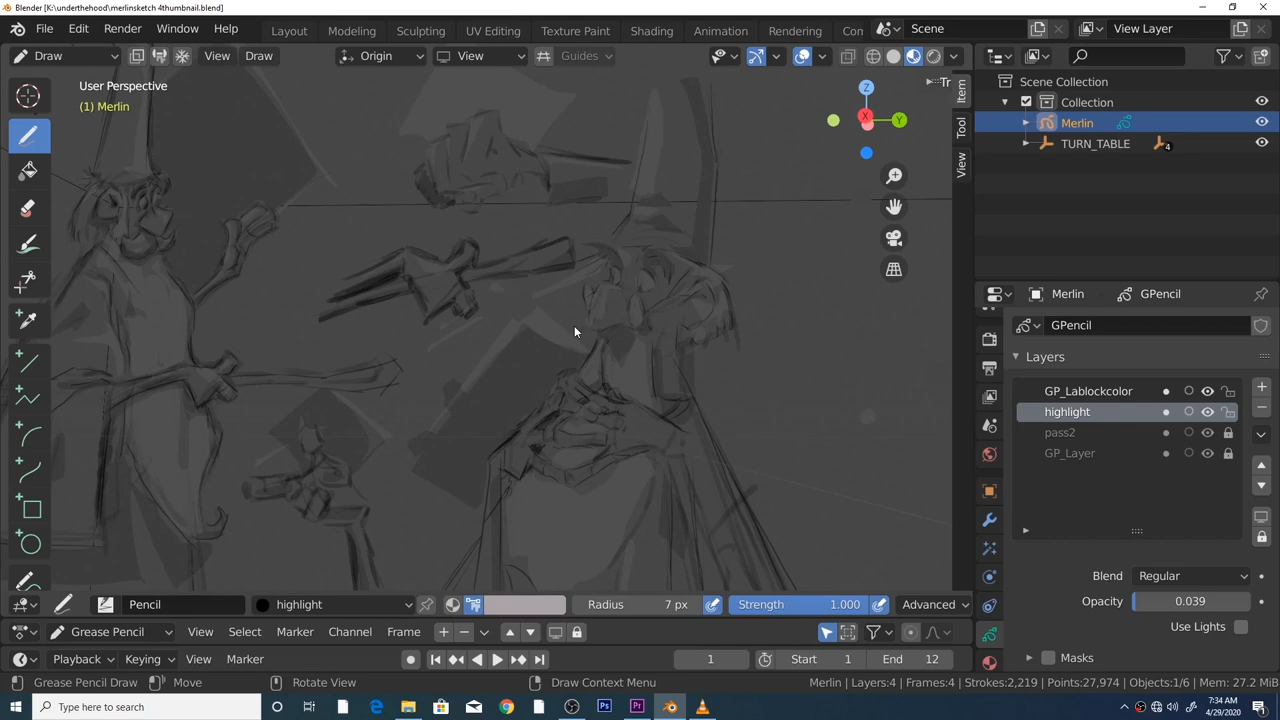 Blender [K:\underthehood\merlinsketch 4thumbnail.blend]
File Edit Render Window Help
Layout Modeling Sculpting UV Editing Texture Paint Shading Animation Rendering Con
Scene View Layer
Draw View Draw Origin View Guides
User Perspective
(1) Merlin
Tr
Z
X
Y
Item
Tool
View
Scene Collection
Collection
Merlin
TURN_TABLE 4
Merlin GPencil
GPencil
Layers
GP_Lablockcolor
highlight
pass2
GP_Layer
Blend Regular
Opacity 0.039
Use Lights
Masks
Pencil highlight Radius 7 px Strength 1.000 Advanced
Grease Pencil View Select Marker Channel Frame
Playback Keying View Marker 1 Start 1 End 12
Grease Pencil Draw Move Rotate View Draw Context Menu Merlin | Layers:4 | Frames:4 | Strokes:2,219 | Points:27,974 | Objects:1/6 | Mem: 27.2 MiB
Type here to search
7:34 AM
4/29/2020